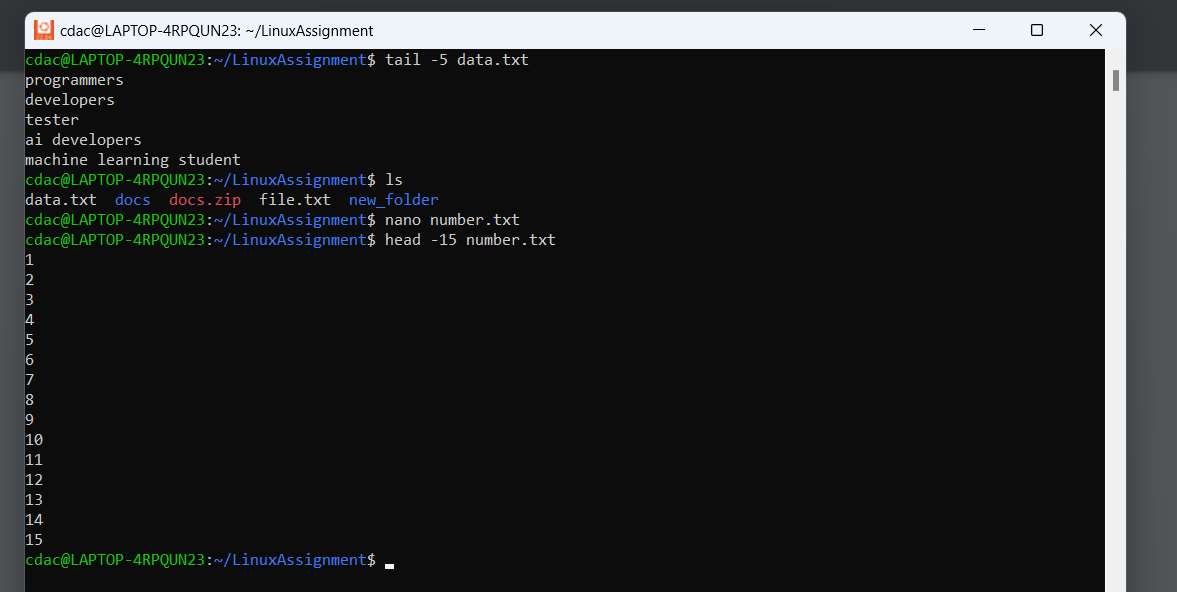 cdac@LAPTOP-4RPQUN23: ~/LinuxAssignment
cdac@LAPTOP-4RPQUN23:~/LinuxAssignment$ tail -5 data.txt
programmers
developers
tester
ai developers
machine learning student
cdac@LAPTOP-4RPQUN23:~/LinuxAssignment$ ls
data.txt  docs  docs.zip  file.txt  new_folder
cdac@LAPTOP-4RPQUN23:~/LinuxAssignment$ nano number.txt
cdac@LAPTOP-4RPQUN23:~/LinuxAssignment$ head -15 number.txt
1
2
3
4
5
6
7
8
9
10
11
12
13
14
15
cdac@LAPTOP-4RPQUN23:~/LinuxAssignment$